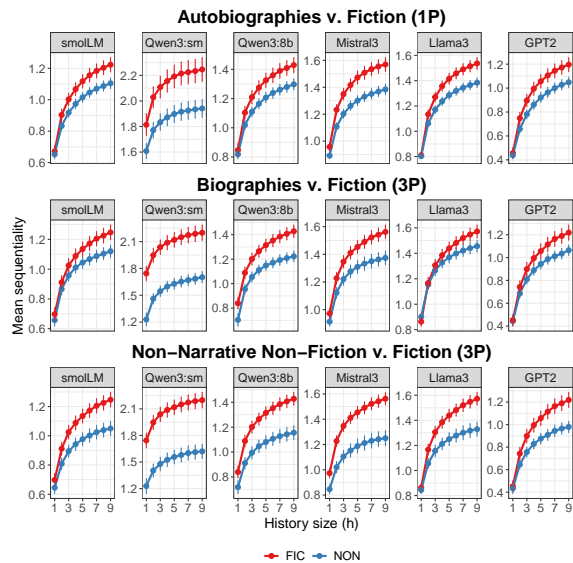 Autobiographies v. Fiction (1P)
smolLM Qwen3:sm Qwen3:8b Mistral3 Llama3 GPT2
1.2 1.0 0.8 0.6
2.2 2.0 1.8 1.6
1.4 1.2 1.0 0.8
1.4 1.2 1.0
1.6 1.4 1.2 1.0 0.8
1.2 1.0 0.8 0.6 0.4
Biographies v. Fiction (3P)
smolLM Qwen3:sm Qwen3:8b Mistral3 Llama3 GPT2
Mean sequentiality
1.2 1.0 0.8 0.6
2.1 1.8 1.5 1.2
1.4 1.2 1.0 0.8
1.6 1.4 1.2 1.0
1.6 1.4 1.2 1.0 0.8
1.2 1.0 0.8 0.6 0.4
Non−Narrative Non−Fiction v. Fiction (3P)
smolLM Qwen3:sm Qwen3:8b Mistral3 Llama3 GPT2
1.2 1.0 0.8 0.6
2.1 1.8 1.5 1.2
1.4 1.2 1.0 0.8 0.6
1.6 1.4 1.2 1.0 0.8
1.6 1.4 1.2 1.0 0.8
1.2 1.0 0.8 0.6 0.4
1 3 5 7 9 1 3 5 7 9 1 3 5 7 9 1 3 5 7 9 1 3 5 7 9 1 3 5 7 9
History size (h)
FIC NON